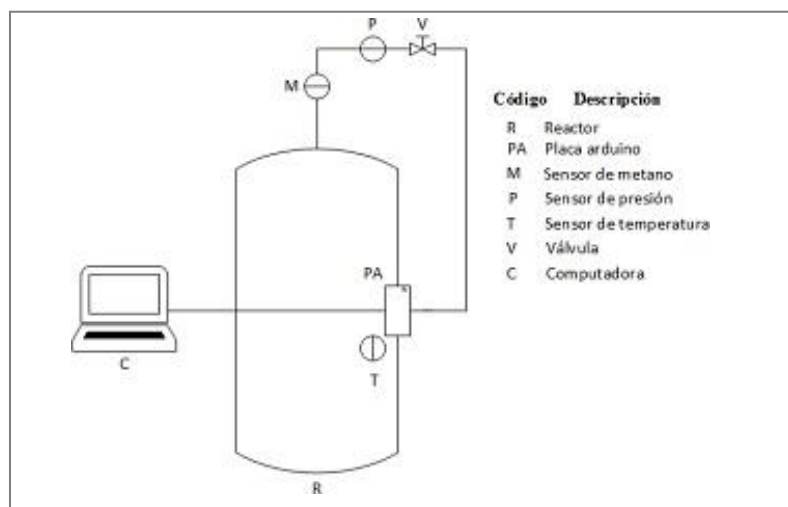 P V
M
Código Descripción
R Reactor
PA Placa arduino
M Sensor de metano
P Sensor de presión
T Sensor de temperatura
V Válvula
C Computadora
PA
C
T
R